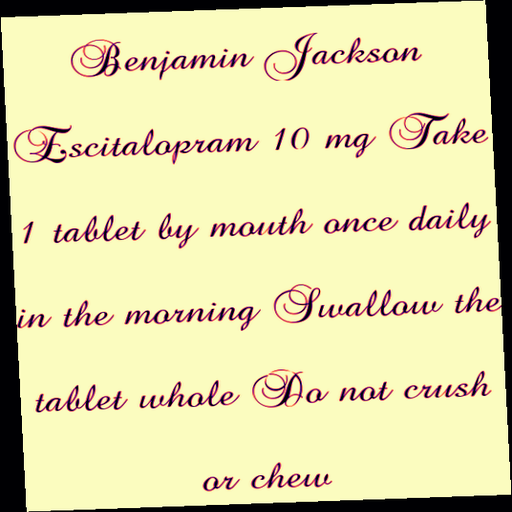 Benjamin Jackson
Escitalopram 10 mg Take
1 tablet by mouth once daily
in the morning Swallow the
tablet whole Do not crush
or chew